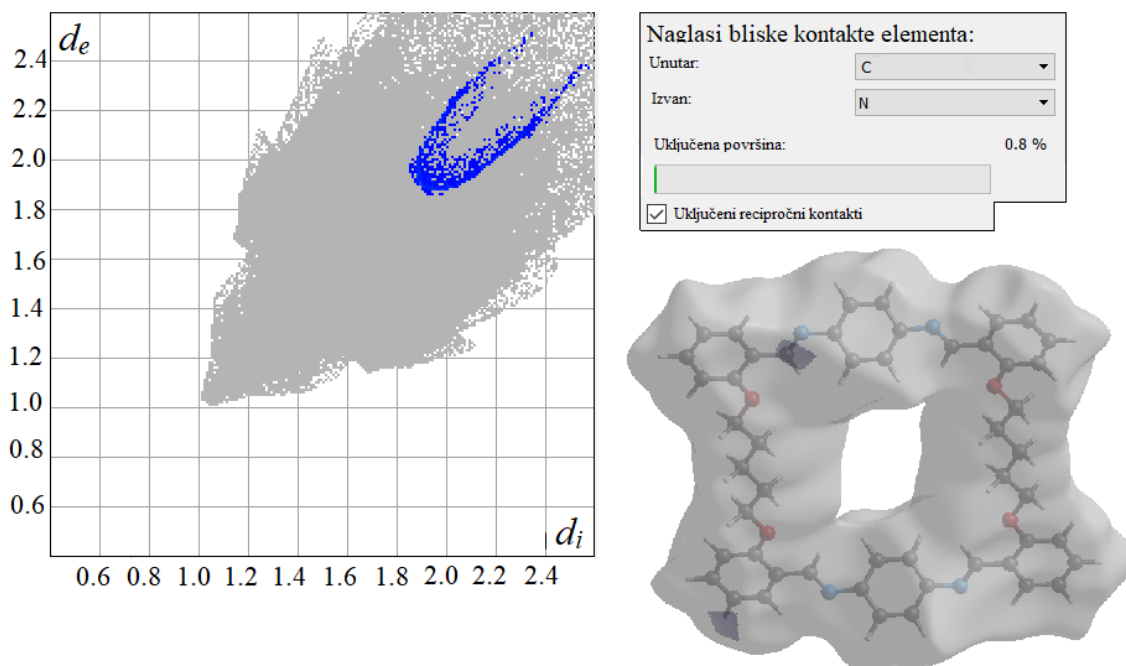 d_e
2.4
2.2
2.0
1.8
1.6
1.4
1.2
1.0
0.8
0.6
d_i
0.6 0.8 1.0 1.2 1.4 1.6 1.8 2.0 2.2 2.4
Naglasi bliske kontakte elementa:
Unutar: C
Izvan: N
Uključena površina: 0.8 %
Uključeni recipročni kontakti